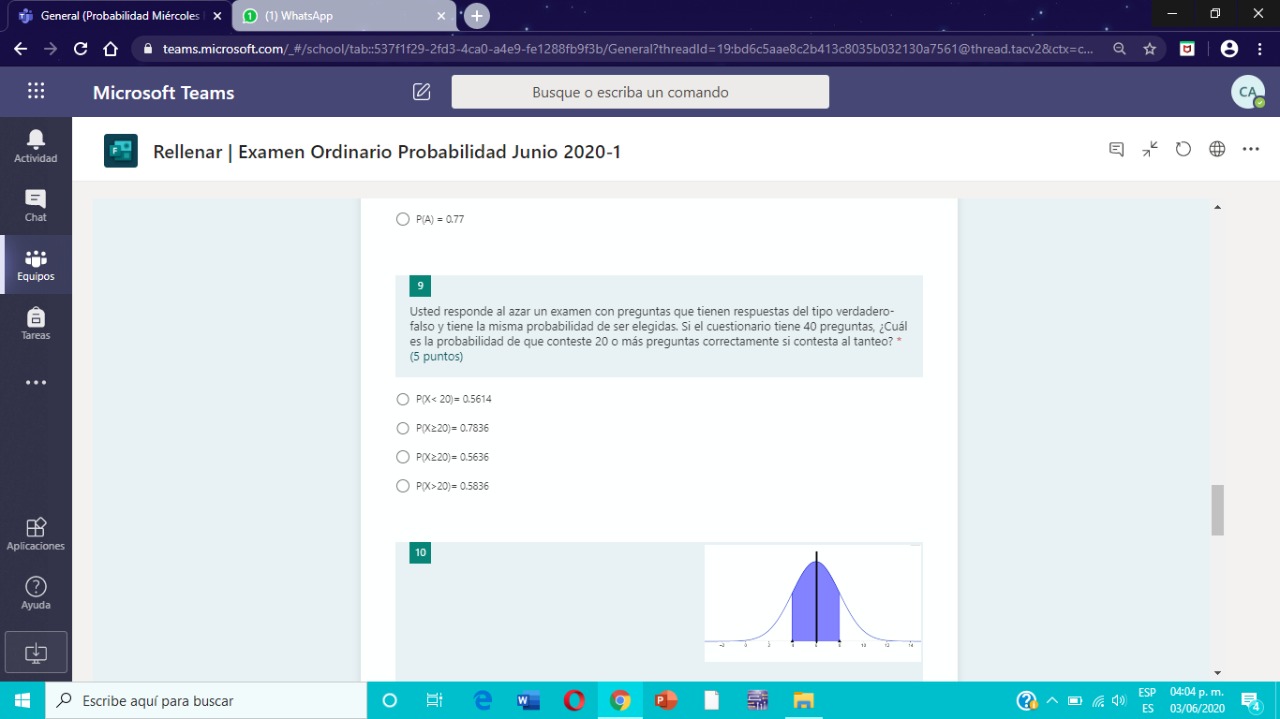 General (Probabilidad Miércoles
(1) WhatsApp
teams.microsoft.com/_#/school/tab::537f1f29-2fd3-4ca0-a4e9-fe1288fb9f3b/General?threadId=19:bd6c5aae8c2b413c8035b032130a7561@thread.tacv2&ctx=c...
Microsoft Teams
Busque o escriba un comando
CA
Actividad
Chat
Equipos
Tareas
Aplicaciones
Ayuda
Rellenar | Examen Ordinario Probabilidad Junio 2020-1
P(A) = 0.77
9
Usted responde al azar un examen con preguntas que tienen respuestas del tipo verdadero-
falso y tiene la misma probabilidad de ser elegidas. Si el cuestionario tiene 40 preguntas, ¿Cuál
es la probabilidad de que conteste 20 o más preguntas correctamente si contesta al tanteo? *
(5 puntos)
P(X< 20)= 0.5614
P(X≥20)= 0.7836
P(X≥20)= 0.5636
P(X>20)= 0.5836
10
-2 0 2 4 6 8 10 12 14
Escribe aquí para buscar
ESP
ES
04:04 p. m.
03/06/2020
4